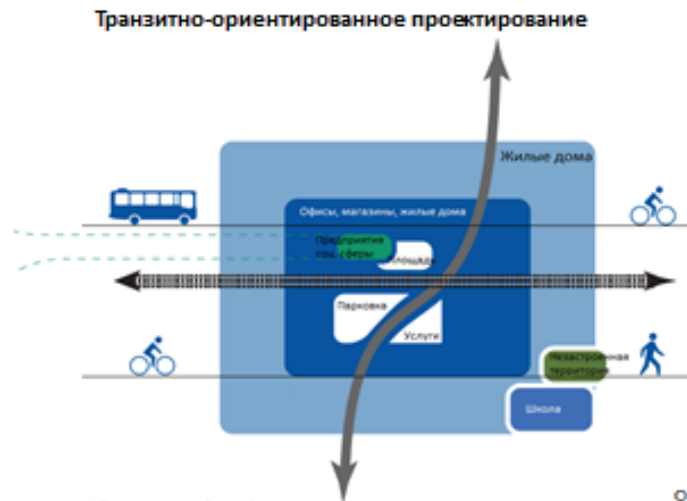 Транзитно-ориентированное проектирование
Жилые дома
Офисы, магазины, жилые дома
Предприятия
соц. сферы
площадь
Парковка
Услуги
Незастроенная
территория
Школа